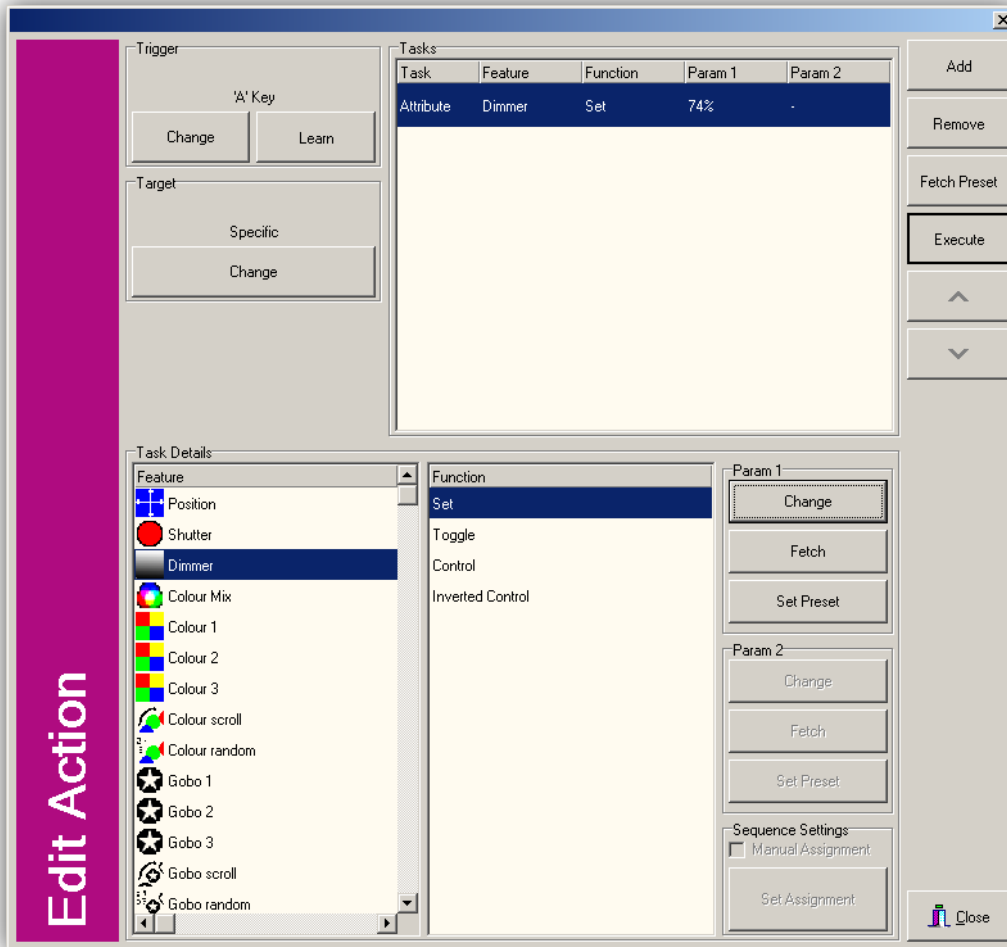 Edit Action
Trigger
'A' Key
Change
Learn
Target
Specific
Change
Tasks
Task Feature Function Param 1 Param 2
Attribute Dimmer Set 74% -
Add
Remove
Fetch Preset
Execute
Task Details
Feature
Position
Shutter
Dimmer
Colour Mix
Colour 1
Colour 2
Colour 3
Colour scroll
Colour random
Gobo 1
Gobo 2
Gobo 3
Gobo scroll
Gobo random
Function
Set
Toggle
Control
Inverted Control
Param 1
Change
Fetch
Set Preset
Param 2
Change
Fetch
Set Preset
Sequence Settings
Manual Assignment
Set Assignment
Close